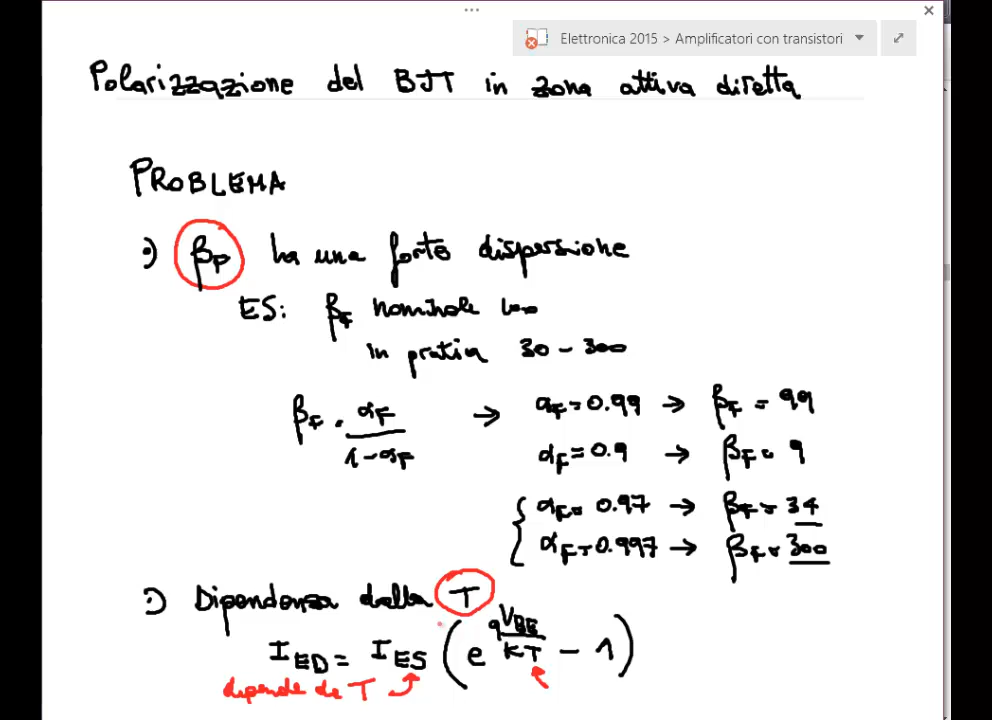 Elettronica 2015 > Amplificatori con transistori
Polarizzazione del BJT in zona attiva diretta
PROBLEMA
•) βF ha una forte dispersione
ES: βF nominale 100
in pratica 30 - 300
βF = αF / (1 - αF) → αF = 0.99 → βF = 99
αF = 0.9 → βF = 9
αF = 0.97 → βF = 34
αF = 0.997 → βF = 300
•) Dipendenza dalla T
IED = IES (e^(qVBE/KT) - 1)
dipende da T